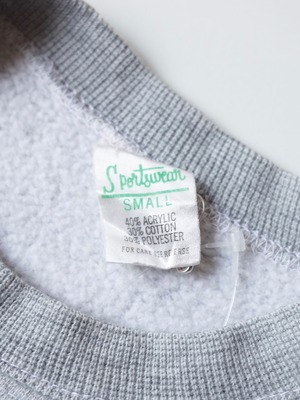 Sportswear
SMALL
40% ACRYLIC
30% COTTON
30% POLYESTER
FOR CARE SEE REVERSE